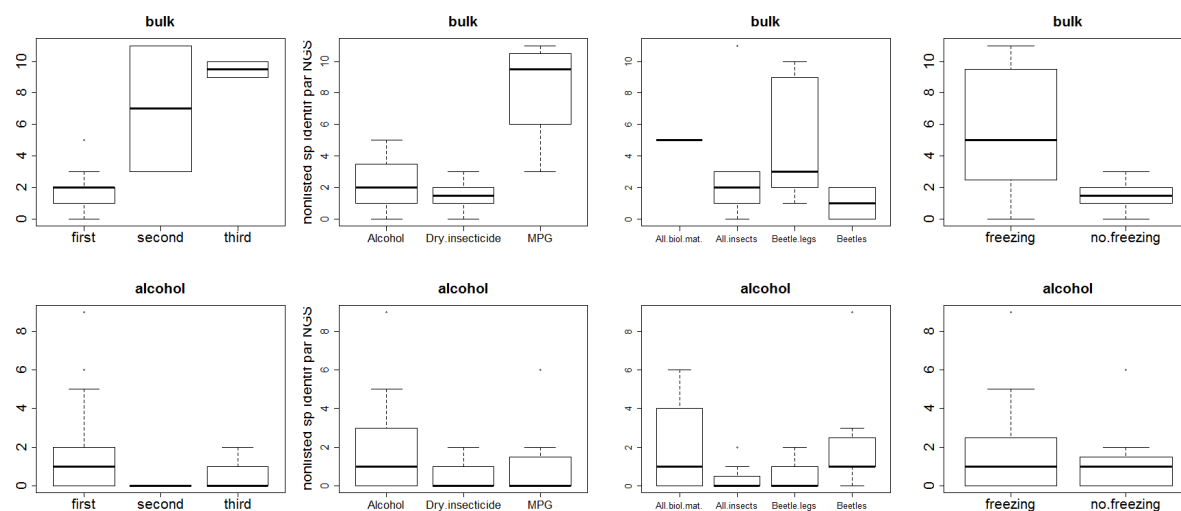 bulk
0 2 4 6 8 10
first second third
bulk
nonlisted sp identif par NGS
0 2 4 6 8 10
Alcohol Dry.insecticide MPG
bulk
0 2 4 6 8 10
All.biol.mat. All.insects Beetle.legs Beetles
bulk
0 2 4 6 8 10
freezing no.freezing
alcohol
0 2 4 6 8
first second third
alcohol
nonlisted sp identif par NGS
0 2 4 6 8
Alcohol Dry.insecticide MPG
alcohol
0 2 4 6 8
All.biol.mat. All.insects Beetle.legs Beetles
alcohol
0 2 4 6 8
freezing no.freezing